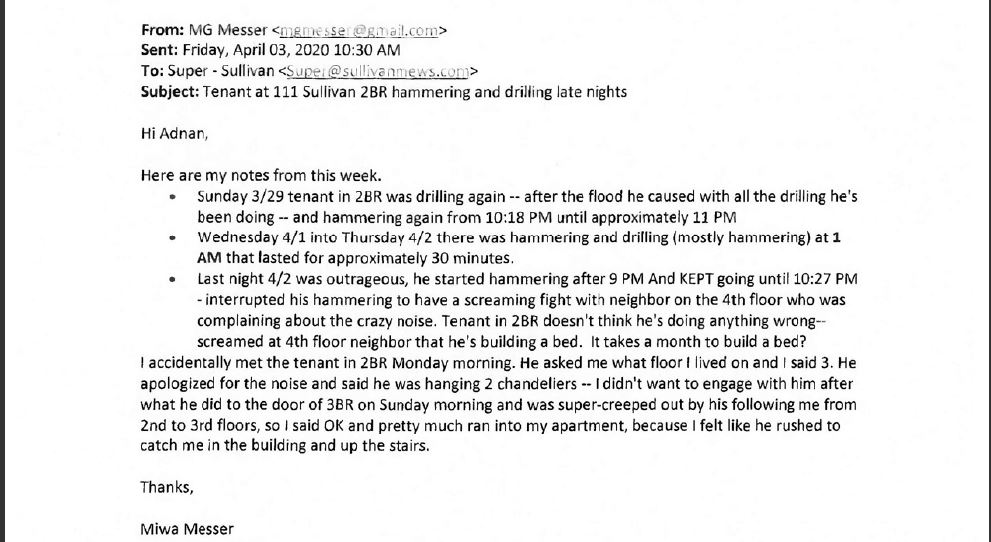 From: MG Messer <mgmesser@gmail.com>
Sent: Friday, April 03, 2020 10:30 AM
To: Super - Sullivan <Super@sullivanmews.com>
Subject: Tenant at 111 Sullivan 2BR hammering and drilling late nights
Hi Adnan,
Here are my notes from this week.
• Sunday 3/29 tenant in 2BR was drilling again -- after the flood he caused with all the drilling he's
been doing -- and hammering again from 10:18 PM until approximately 11 PM
• Wednesday 4/1 into Thursday 4/2 there was hammering and drilling (mostly hammering) at 1
AM that lasted for approximately 30 minutes.
• Last night 4/2 was outrageous, he started hammering after 9 PM And KEPT going until 10:27 PM
- interrupted his hammering to have a screaming fight with neighbor on the 4th floor who was
complaining about the crazy noise. Tenant in 2BR doesn't think he's doing anything wrong--
screamed at 4th floor neighbor that he's building a bed. It takes a month to build a bed?
I accidentally met the tenant in 2BR Monday morning. He asked me what floor I lived on and I said 3. He
apologized for the noise and said he was hanging 2 chandeliers -- I didn't want to engage with him after
what he did to the door of 3BR on Sunday morning and was super-creeped out by his following me from
2nd to 3rd floors, so I said OK and pretty much ran into my apartment, because I felt like he rushed to
catch me in the building and up the stairs.
Thanks,
Miwa Messer